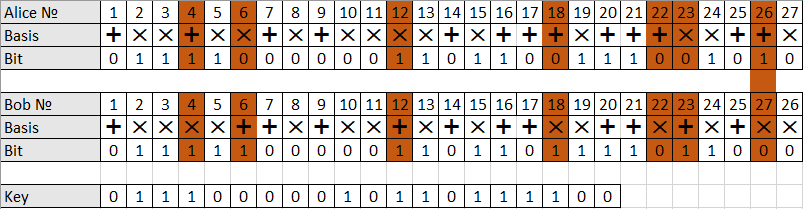 Alice № 1 2 3 4 5 6 7 8 9 10 11 12 13 14 15 16 17 18 19 20 21 22 23 24 25 26 27
Basis + × × + × × + × + × × × × + × + + + × + + + × × + + ×
Bit 0 1 1 1 1 0 0 0 0 0 0 1 1 0 1 1 0 0 1 1 1 0 0 1 0 1 0
Bob № 1 2 3 4 5 6 7 8 9 10 11 12 13 14 15 16 17 18 19 20 21 22 23 24 25 27 26
Basis + × × × × + + × + × × + × + × + + × × + + × + × + × ×
Bit 0 1 1 1 1 1 0 0 0 0 0 1 1 0 1 1 0 1 1 1 1 0 1 1 0 0 0
Key 0 1 1 1 0 0 0 0 0 1 0 1 1 0 1 1 1 1 0 0